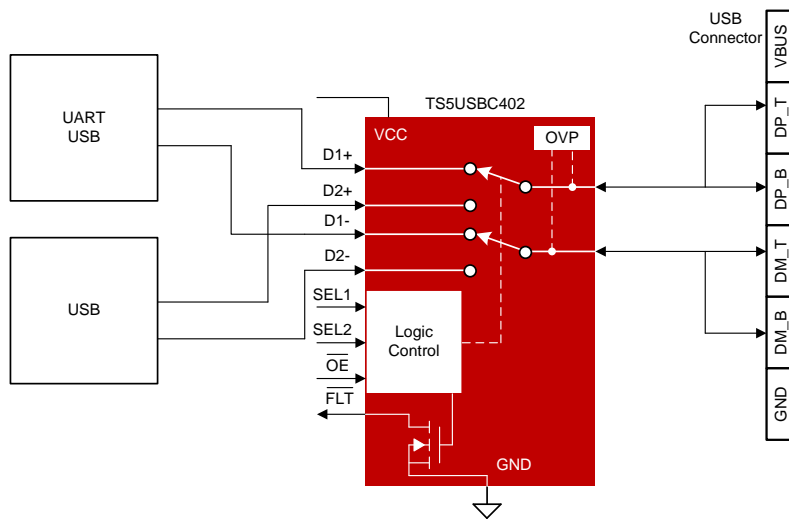 USB
Connector
VBUS
DP_T
DP_B
DM_T
DM_B
GND
UART
USB
USB
TS5USBC402
VCC
OVP
D1+
D2+
D1-
D2-
SEL1
SEL2
OE
FLT
Logic
Control
GND